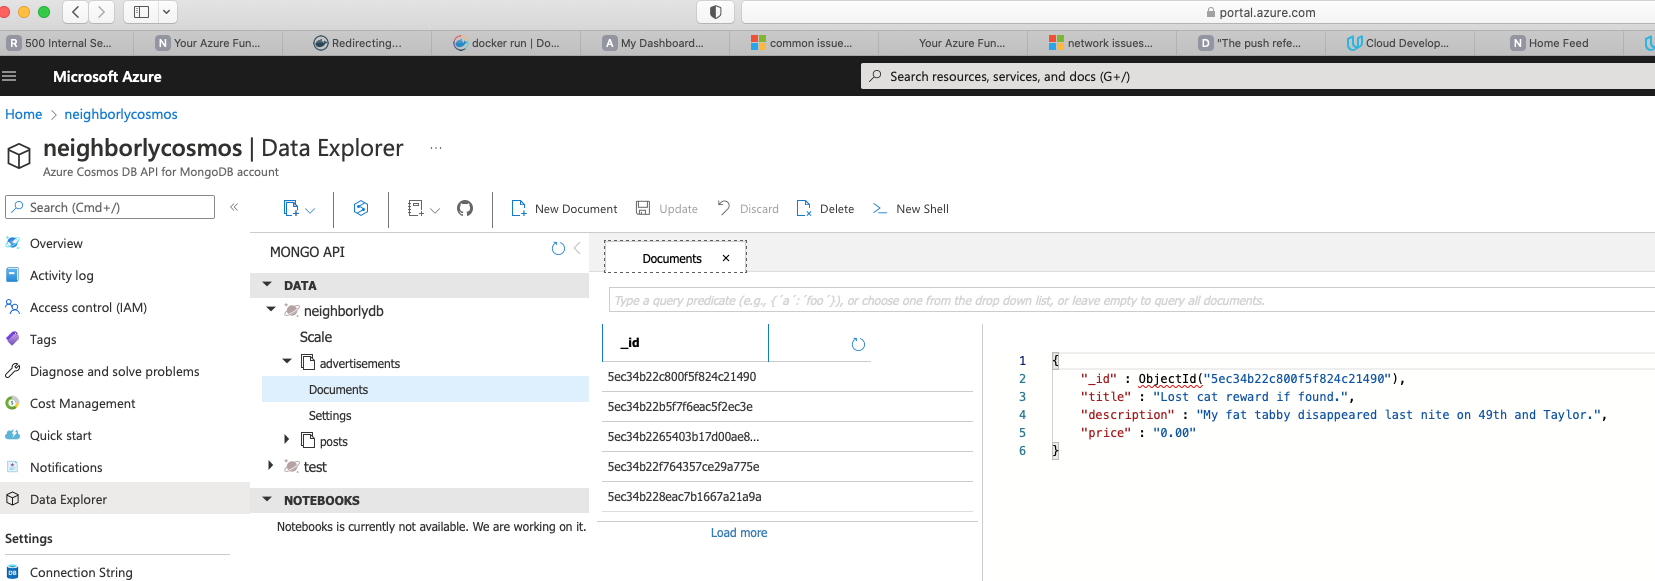 portal.azure.com
R 500 Internal Se...
N Your Azure Fun...
Redirecting...
docker run | Do...
A My Dashboard...
common issue...
Your Azure Fun...
network issues...
D "The push refe...
Cloud Develop...
N Home Feed
Microsoft Azure
Search resources, services, and docs (G+/)
Home > neighborlycosmos
neighborlycosmos | Data Explorer ...
Azure Cosmos DB API for MongoDB account
Search (Cmd+/)
«
Overview
Activity log
Access control (IAM)
Tags
Diagnose and solve problems
Cost Management
Quick start
Notifications
Data Explorer
Settings
Connection String
New Document
Update
Discard
Delete
New Shell
MONGO API
DATA
neighborlydb
Scale
advertisements
Documents
Settings
posts
test
NOTEBOOKS
Notebooks is currently not available. We are working on it.
Documents ×
Type a query predicate (e.g., {´a´:´foo´}), or choose one from the drop down list, or leave empty to query all documents.
_id
5ec34b22c800f5f824c21490
5ec34b22b5f7f6eac5f2ec3e
5ec34b2265403b17d00ae8...
5ec34b22f764357ce29a775e
5ec34b228eac7b1667a21a9a
Load more
1 {
2 "_id" : ObjectId("5ec34b22c800f5f824c21490"),
3 "title" : "Lost cat reward if found.",
4 "description" : "My fat tabby disappeared last nite on 49th and Taylor.",
5 "price" : "0.00"
6 }